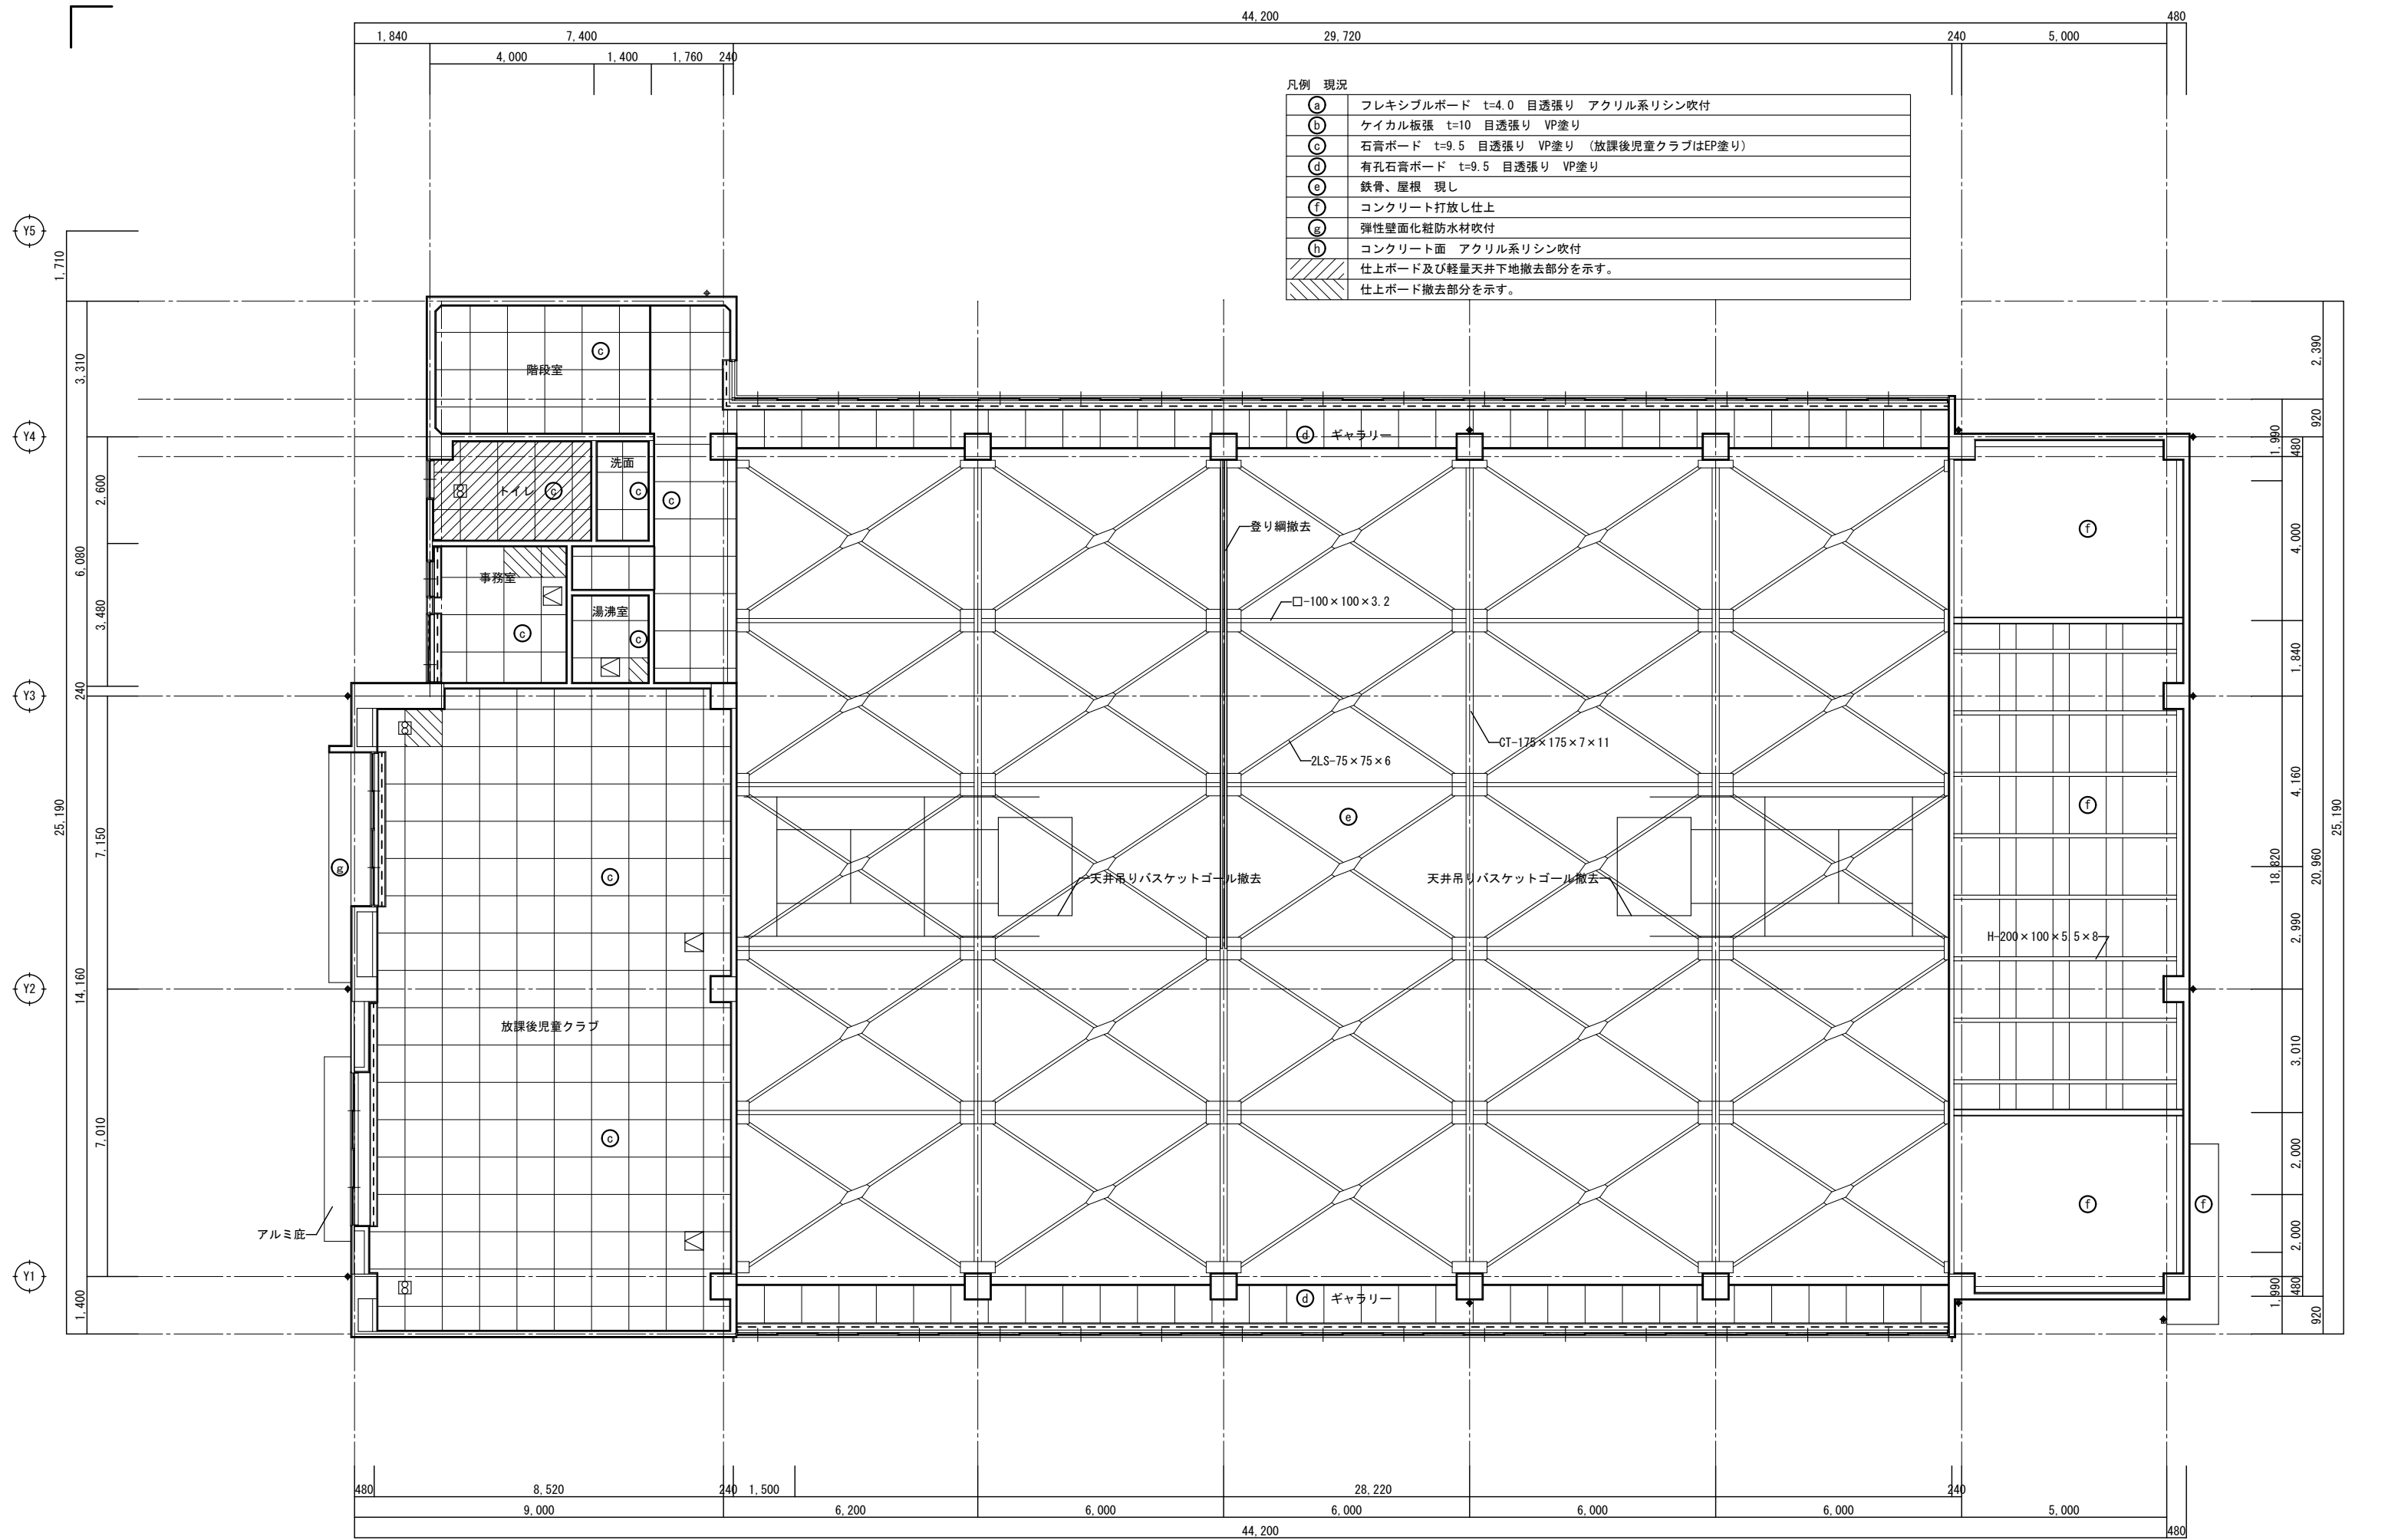 44,200
480
1,840
7,400
29,720
240
5,000
4,000
1,400
1,760
240
凡例　現況
a フレキシブルボード　t=4.0　目透張り　アクリル系リシン吹付
b ケイカル板張　t=10　目透張り　VP塗り
c 石膏ボード　t=9.5　目透張り　VP塗り　(放課後児童クラブはEP塗り)
d 有孔石膏ボード　t=9.5　目透張り　VP塗り
e 鉄骨、屋根　現し
f コンクリート打放し仕上
g 弾性壁面化粧防水材吹付
h コンクリート面　アクリル系リシン吹付
仕上ボード及び軽量天井下地撤去部分を示す。
仕上ボード撤去部分を示す。
Y5
Y4
Y3
Y2
Y1
1,710
25,190
1,400
3,310
6,080
240
14,160
2,600
3,480
7,150
7,010
階段室
c
トイレ
c
洗面
c
c
事務室
c
湯沸室
c
d
ギャラリー
登り綱撤去
□-100×100×3.2
CT-175×175×7×11
2LS-75×75×6
e
天井吊りバスケットゴール撤去
天井吊りバスケットゴール撤去
f
f
H-200×100×5.5×8
f
f
g
c
放課後児童クラブ
c
アルミ庇
d
ギャラリー
2,390
920
1,990
480
4,000
1,840
4,160
18,820
20,960
25,190
2,990
3,010
2,000
2,000
1,990
480
920
480
8,520
240
1,500
28,220
240
9,000
6,200
6,000
6,000
6,000
6,000
5,000
44,200
480